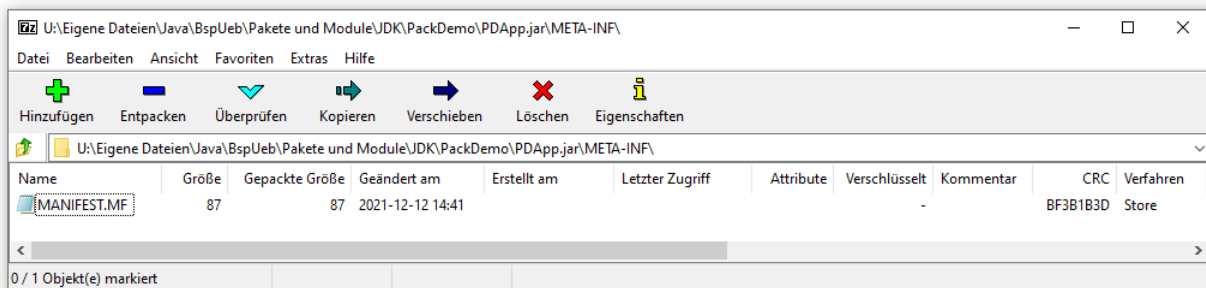 U:\Eigene Dateien\Java\BspUeb\Pakete und Module\JDK\PackDemo\PDApp.jar\META-INF\
Datei Bearbeiten Ansicht Favoriten Extras Hilfe
Hinzufügen Entpacken Überprüfen Kopieren Verschieben Löschen Eigenschaften
U:\Eigene Dateien\Java\BspUeb\Pakete und Module\JDK\PackDemo\PDApp.jar\META-INF\
Name Größe Gepackte Größe Geändert am Erstellt am Letzter Zugriff Attribute Verschlüsselt Kommentar CRC Verfahren
MANIFEST.MF 87 87 2021-12-12 14:41 - BF3B1B3D Store
0 / 1 Objekt(e) markiert